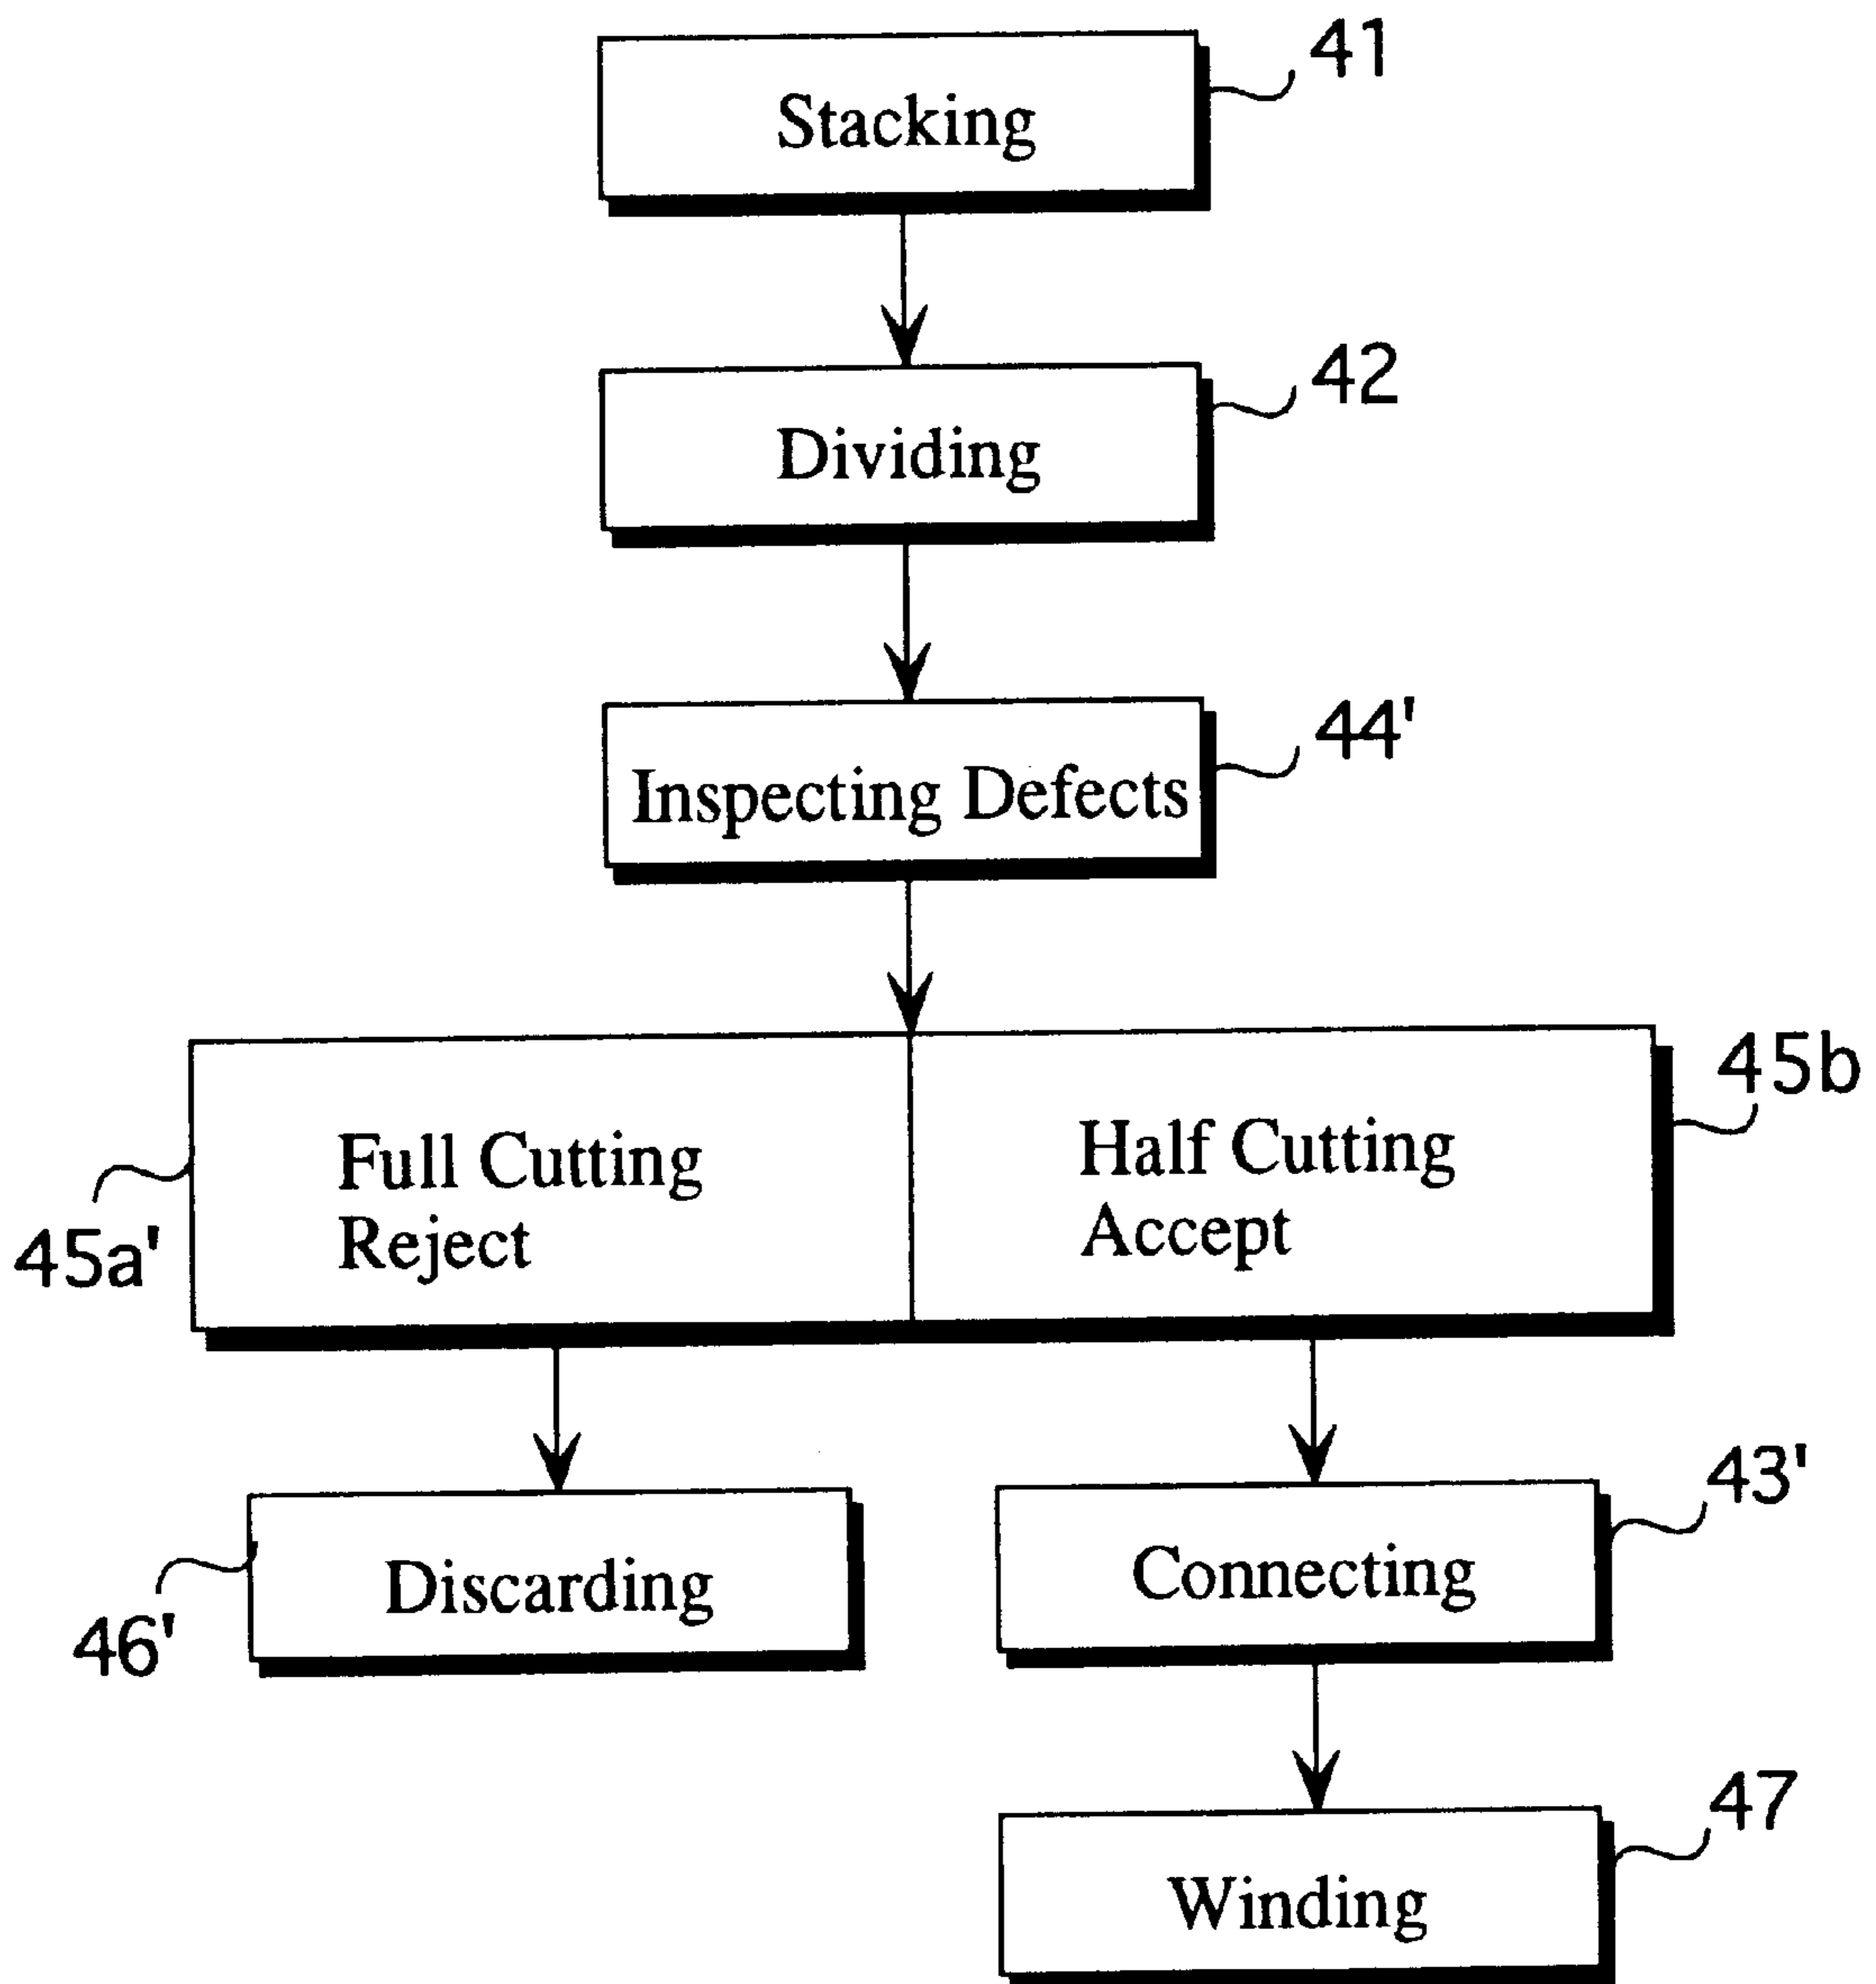 41
Stacking
42
Dividing
44'
Inspecting Defects
45b
Full Cutting
Reject
Half Cutting
Accept
45a'
43'
Discarding
Connecting
46'
47
Winding